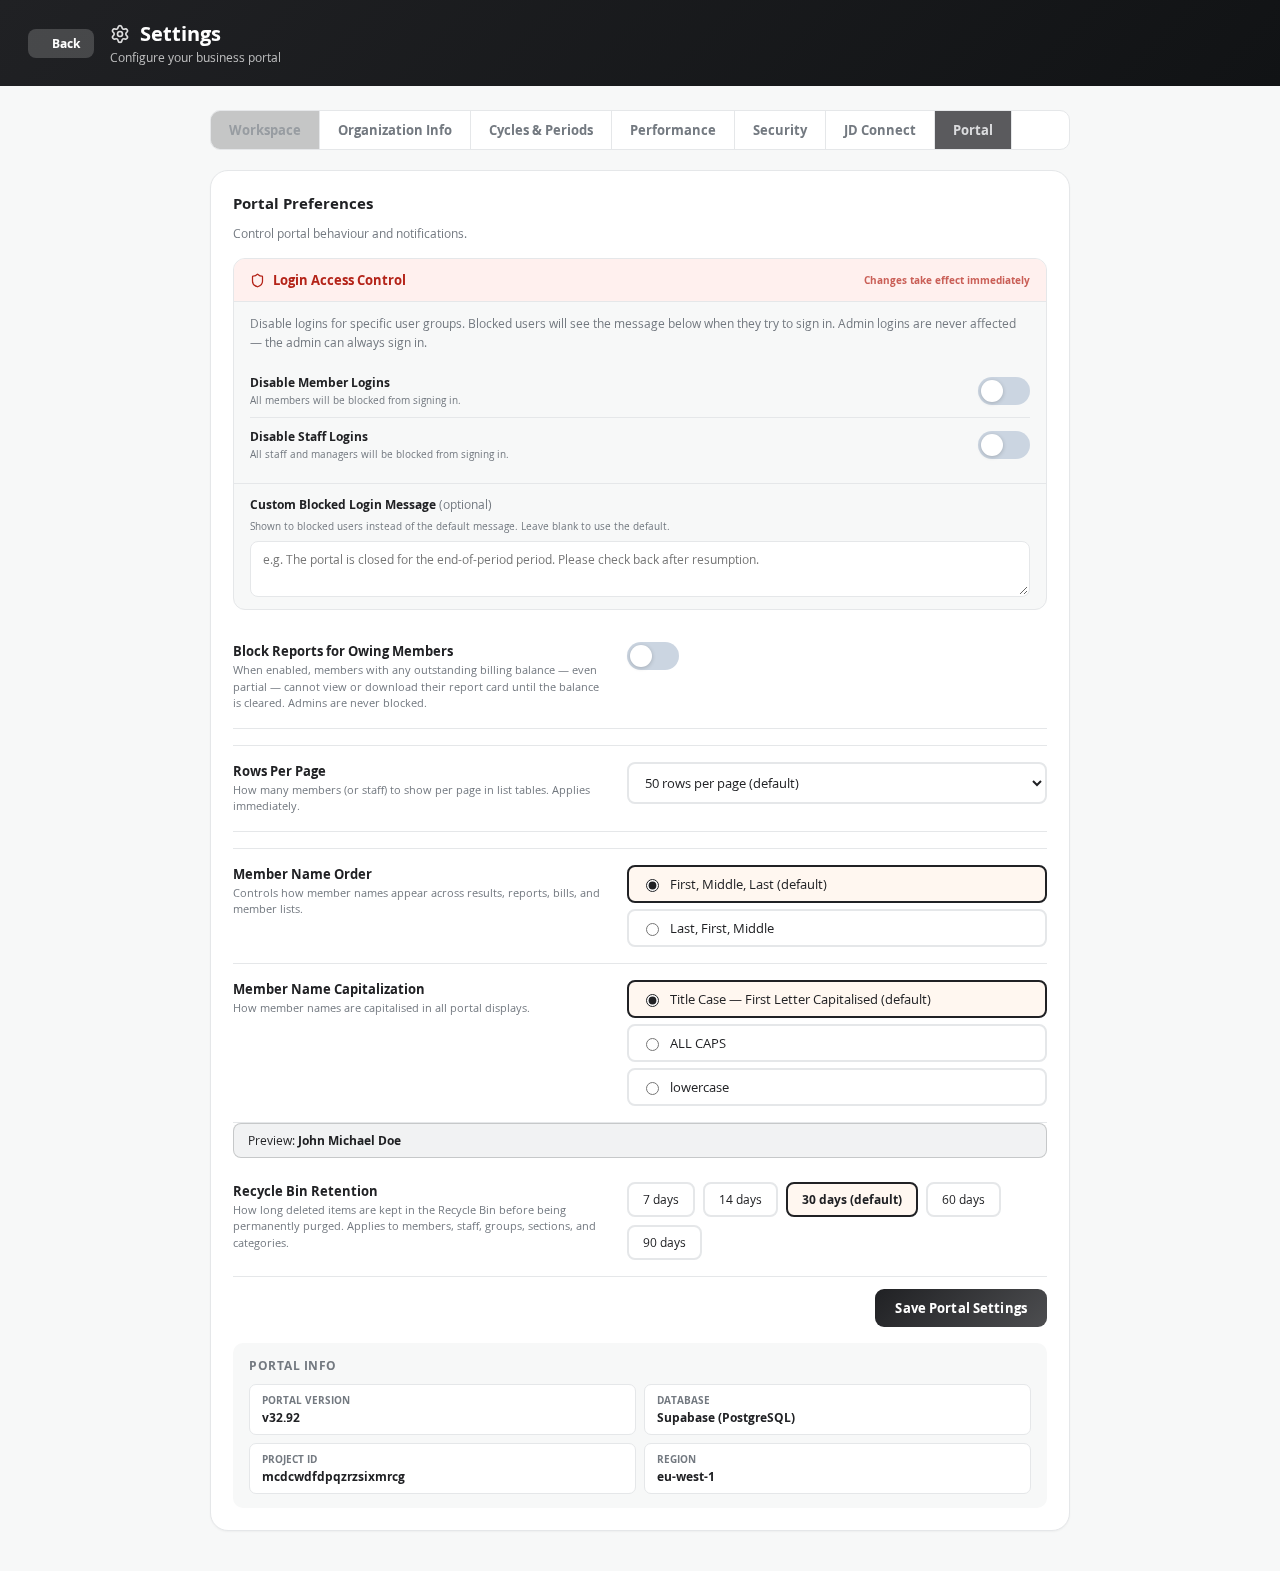 Back
Settings
Configure your business portal
Workspace
Organization Info
Cycles & Periods
Performance
Security
JD Connect
Portal
Portal Preferences
Control portal behaviour and notifications.
Login Access Control
Changes take effect immediately
Disable logins for specific user groups. Blocked users will see the message below when they try to sign in. Admin logins are never affected
— the admin can always sign in.
Disable Member Logins
All members will be blocked from signing in.
Disable Staff Logins
All staff and managers will be blocked from signing in.
Custom Blocked Login Message (optional)
Shown to blocked users instead of the default message. Leave blank to use the default.
e.g. The portal is closed for the end-of-period period. Please check back after resumption.
Block Reports for Owing Members
When enabled, members with any outstanding billing balance — even
partial — cannot view or download their report card until the balance
is cleared. Admins are never blocked.
Rows Per Page
How many members (or staff) to show per page in list tables. Applies
immediately.
50 rows per page (default)
Member Name Order
Controls how member names appear across results, reports, bills, and
member lists.
First, Middle, Last (default)
Last, First, Middle
Member Name Capitalization
How member names are capitalised in all portal displays.
Title Case — First Letter Capitalised (default)
ALL CAPS
lowercase
Preview: John Michael Doe
Recycle Bin Retention
How long deleted items are kept in the Recycle Bin before being
permanently purged. Applies to members, staff, groups, sections, and
categories.
7 days
14 days
30 days (default)
60 days
90 days
Save Portal Settings
PORTAL INFO
PORTAL VERSION
v32.92
DATABASE
Supabase (PostgreSQL)
PROJECT ID
mcdcwdfdpqzrzsixmrcg
REGION
eu-west-1